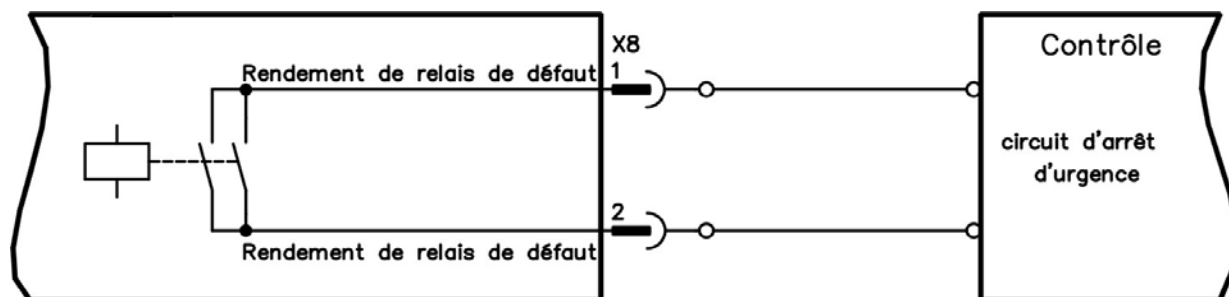 X8
Contrôle
Rendement de relais de défaut
1
circuit d'arrêt
d'urgence
2
Rendement de relais de défaut